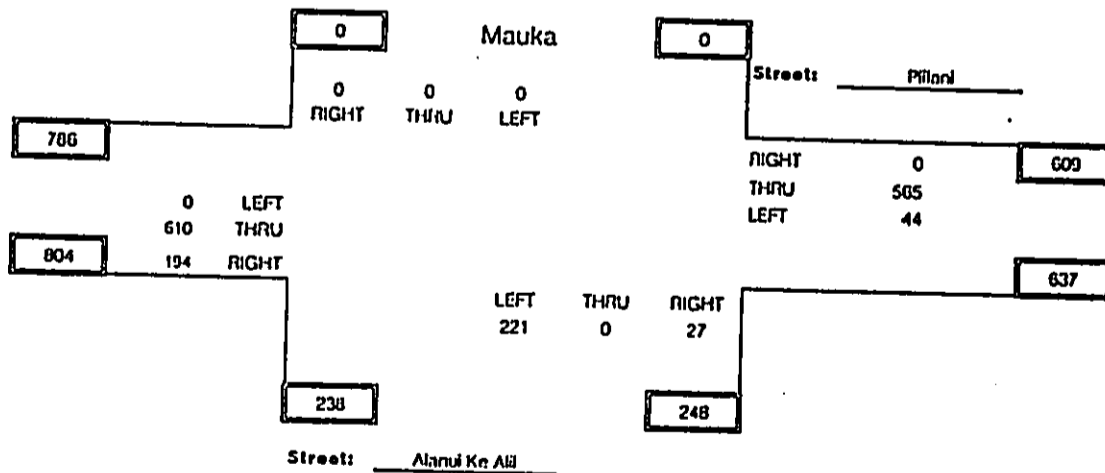 0 Mauka 0
Street: Piilani
0 0 0
RIGHT THRU LEFT
786
RIGHT 0 609
THRU 565
LEFT 44
0 LEFT
610 THRU
804 194 RIGHT
637
LEFT THRU RIGHT
221 0 27
238 248
Street: Alanui Ke Alii